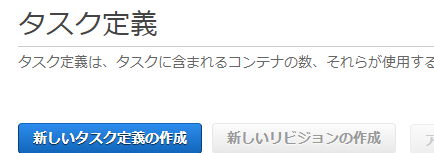 タスク定義
タスク定義は、タスクに含まれるコンテナの数、それらが使用する
新しいタスク定義の作成 新しいリビジョンの作成 ア